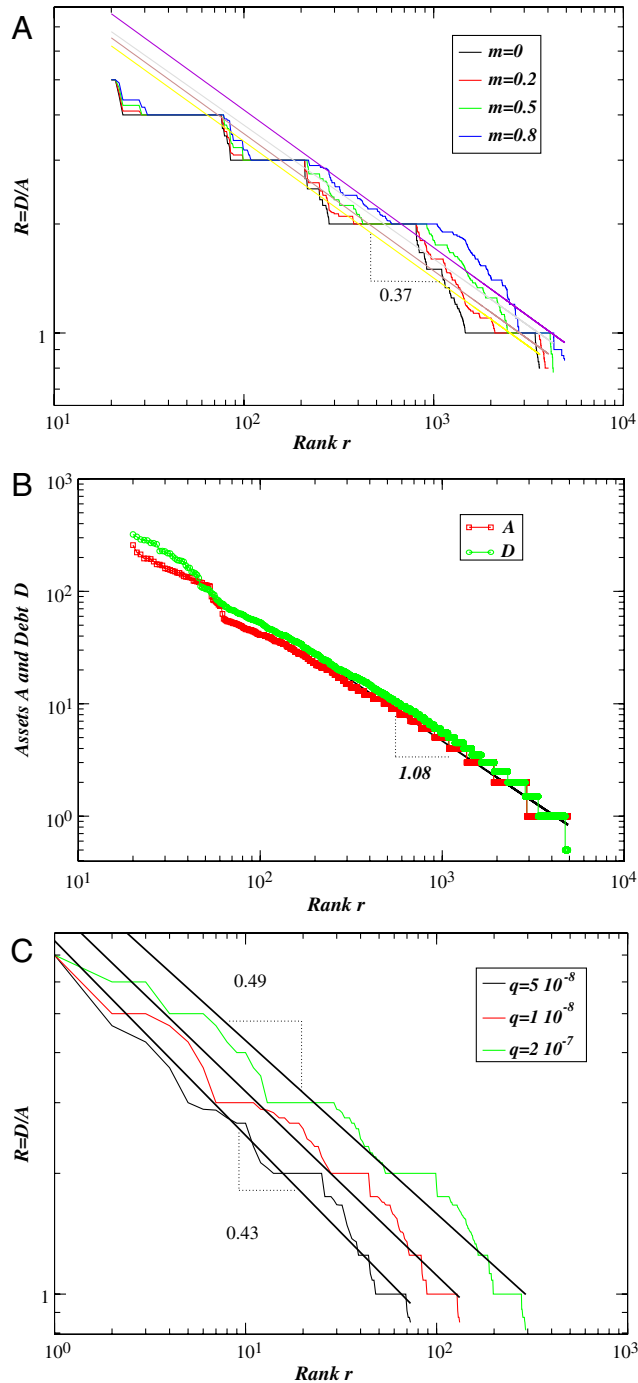 A
m=0
m=0.2
m=0.5
m=0.8
R=D/A
0.37
1
10^1
10^2
10^3
10^4
Rank r
B
10^3
A
D
10^2
Assets A and Debt D
10^1
1.08
10^0
10^1
10^2
10^3
10^4
Rank r
C
0.49
q=5 10^-8
q=1 10^-8
q=2 10^-7
R=D/A
0.43
1
10^0
10^1
10^2
10^3
Rank r